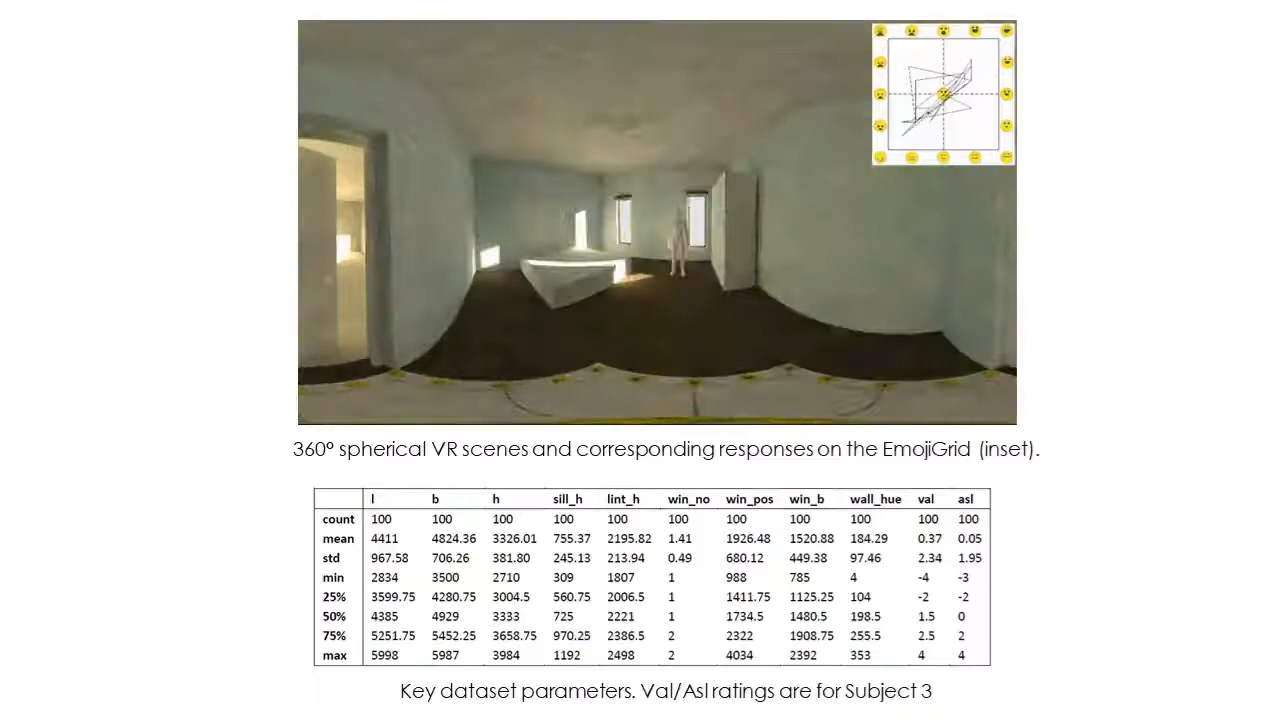 360° spherical VR scenes and corresponding responses on the EmojiGrid (inset).
l b h sill_h lint_h win_no win_pos win_b wall_hue val asl
count 100 100 100 100 100 100 100 100 100 100 100
mean 4411 4824.36 3326.01 755.37 2195.82 1.41 1926.48 1520.88 184.29 0.37 0.05
std 967.58 706.26 381.80 245.13 213.94 0.49 680.12 449.38 97.46 2.34 1.95
min 2834 3500 2710 309 1807 1 988 785 4 -4 -3
25% 3599.75 4280.75 3004.5 560.75 2006.5 1 1411.75 1125.25 104 -2 -2
50% 4385 4929 3333 725 2221 1 1734.5 1480.5 198.5 1.5 0
75% 5251.75 5452.25 3658.75 970.25 2386.5 2 2322 1908.75 255.5 2.5 2
max 5998 5987 3984 1192 2498 2 4034 2392 353 4 4
Key dataset parameters. Val/Asl ratings are for Subject 3